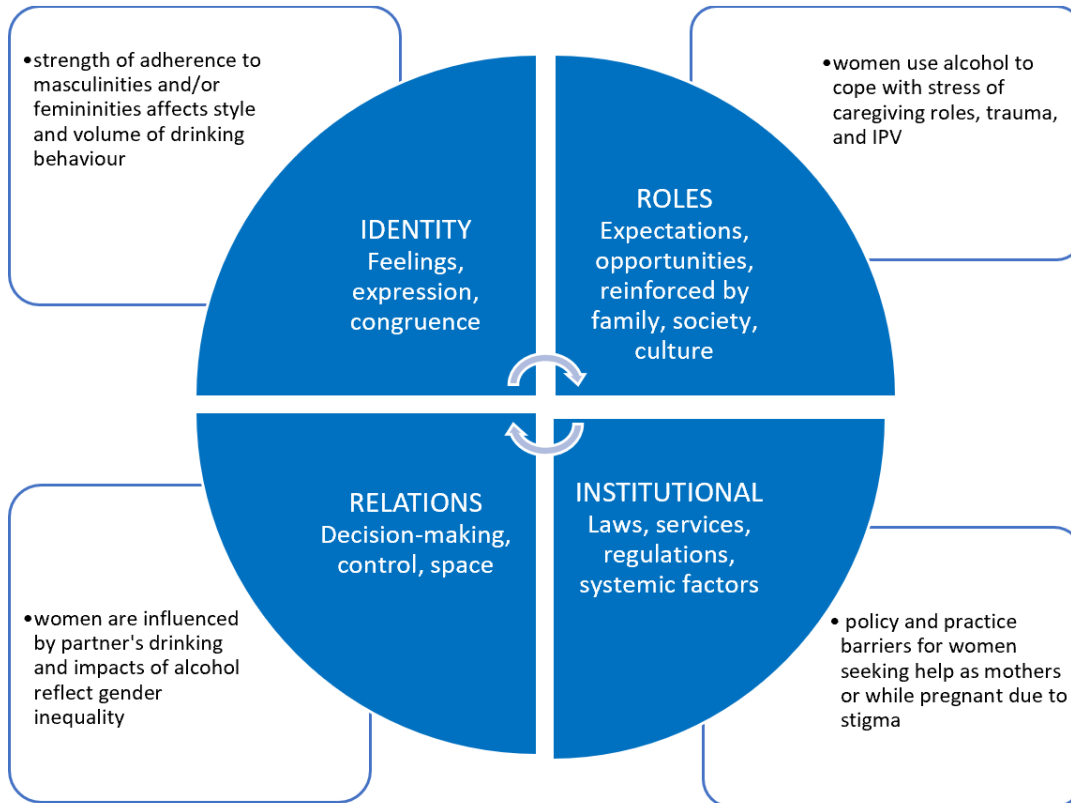 •strength of adherence to
masculinities and/or
femininities affects style
and volume of drinking
behaviour
•women use alcohol to
cope with stress of
caregiving roles, trauma,
and IPV
IDENTITY
Feelings,
expression,
congruence
ROLES
Expectations,
opportunities,
reinforced by
family, society,
culture
RELATIONS
Decision-making,
control, space
INSTITUTIONAL
Laws, services,
regulations,
systemic factors
•women are influenced
by partner's drinking
and impacts of alcohol
reflect gender
inequality
• policy and practice
barriers for women
seeking help as mothers
or while pregnant due to
stigma